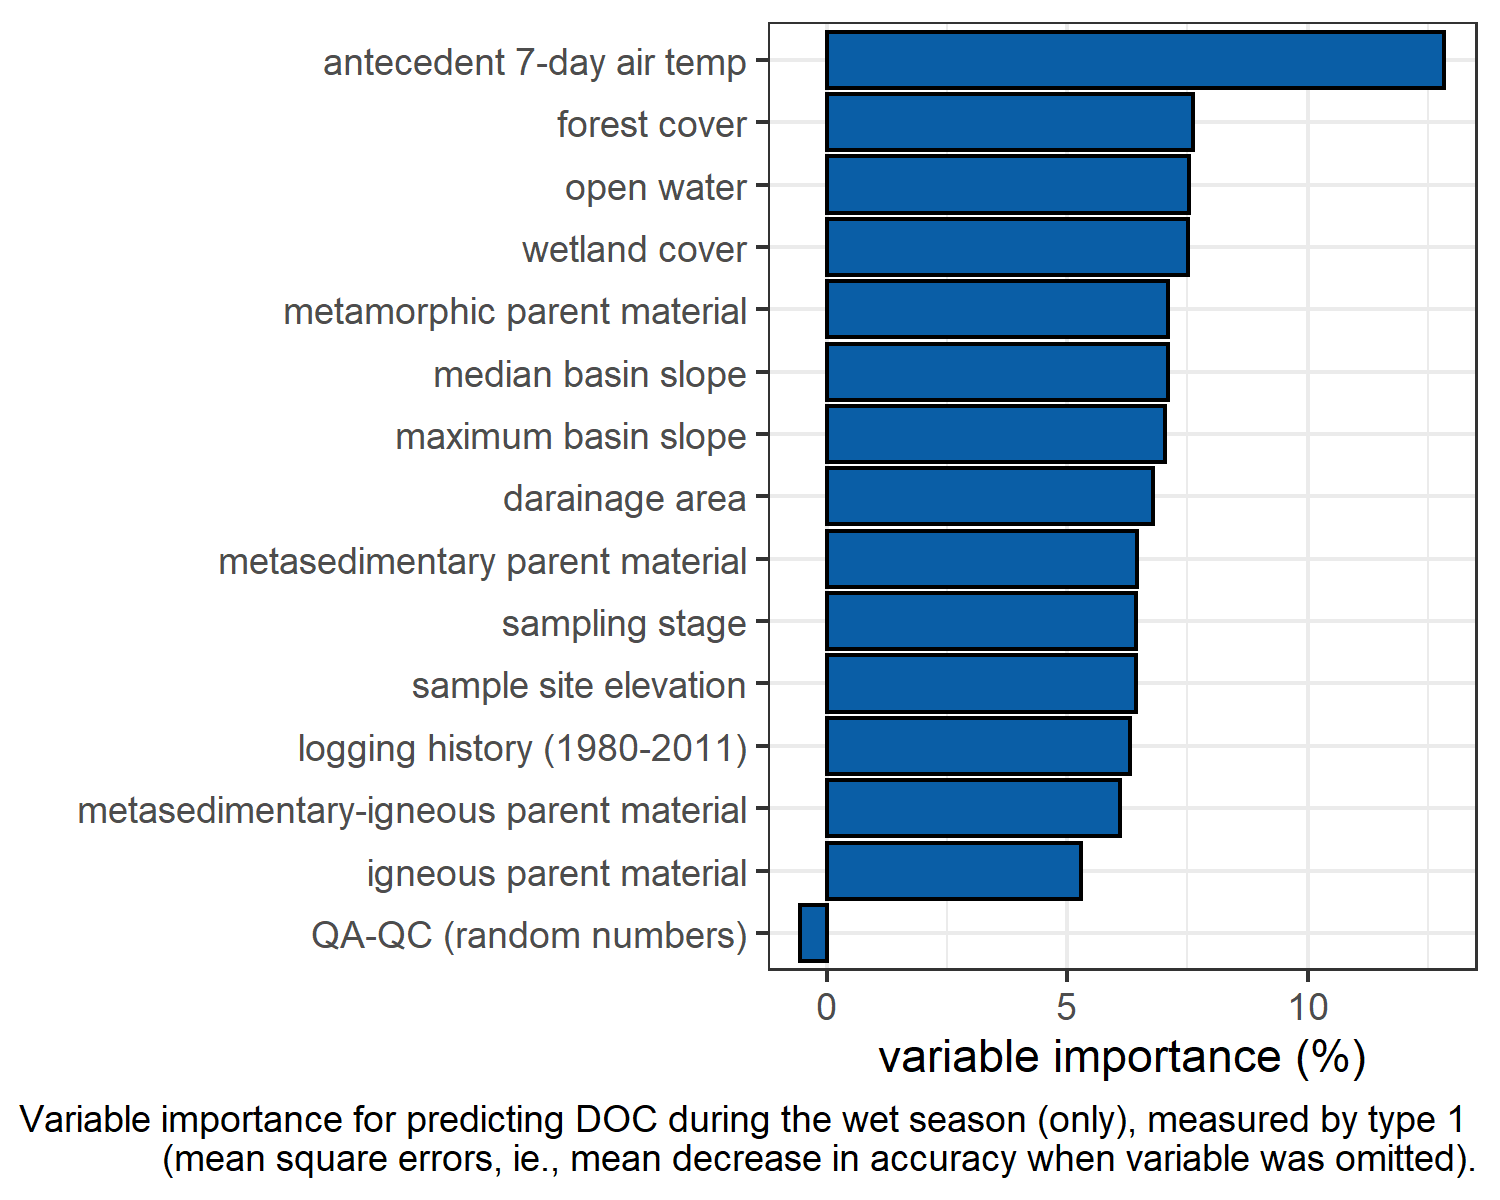 antecedent 7-day air temp
forest cover
open water
wetland cover
metamorphic parent material
median basin slope
maximum basin slope
darainage area
metasedimentary parent material
sampling stage
sample site elevation
logging history (1980-2011)
metasedimentary-igneous parent material
igneous parent material
QA-QC (random numbers)
0 5 10
variable importance (%)
Variable importance for predicting DOC during the wet season (only), measured by type 1
(mean square errors, ie., mean decrease in accuracy when variable was omitted).